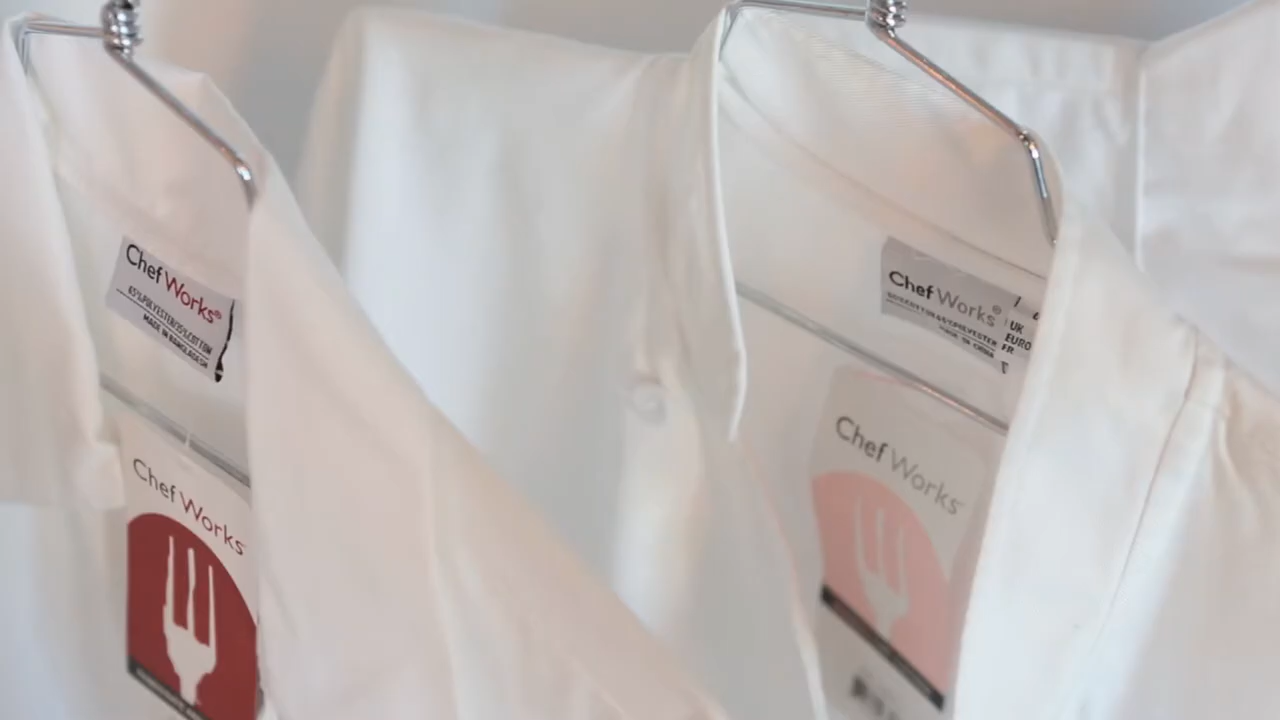 Chef Works®
65%POLYESTER/35%COTTON
MADE IN BANGLADESH
Chef Works
Chef Works®
MADE IN CHINA
UK
EURO
FR
Chef Works